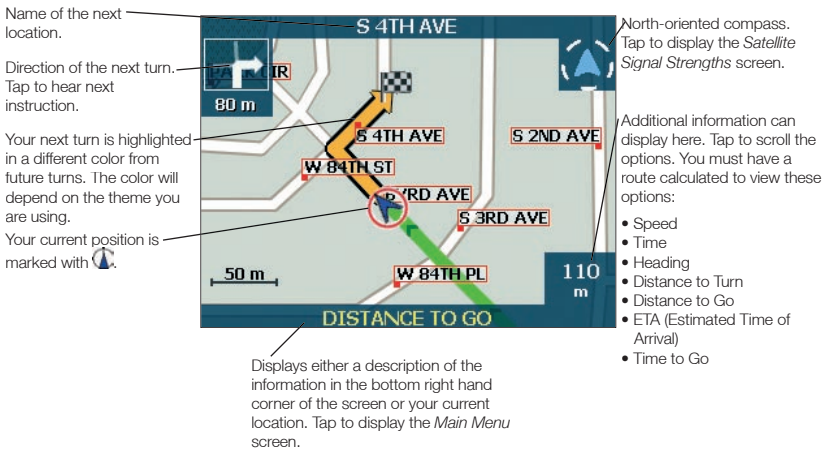 Name of the next
location.
Direction of the next turn.
Tap to hear next
instruction.
Your next turn is highlighted
in a different color from
future turns. The color will
depend on the theme you
are using.
Your current position is
marked with .
S 4TH AVE
80 m
S 4TH AVE
S 2ND AVE
W 84TH ST
RD AVE
S 3RD AVE
W 84TH PL
50 m
110
m
DISTANCE TO GO
North-oriented compass.
Tap to display the Satellite
Signal Strengths screen.
Additional information can
display here. Tap to scroll the
options. You must have a
route calculated to view these
options:
• Speed
• Time
• Heading
• Distance to Turn
• Distance to Go
• ETA (Estimated Time of
Arrival)
• Time to Go
Displays either a description of the
information in the bottom right hand
corner of the screen or your current
location. Tap to display the Main Menu
screen.